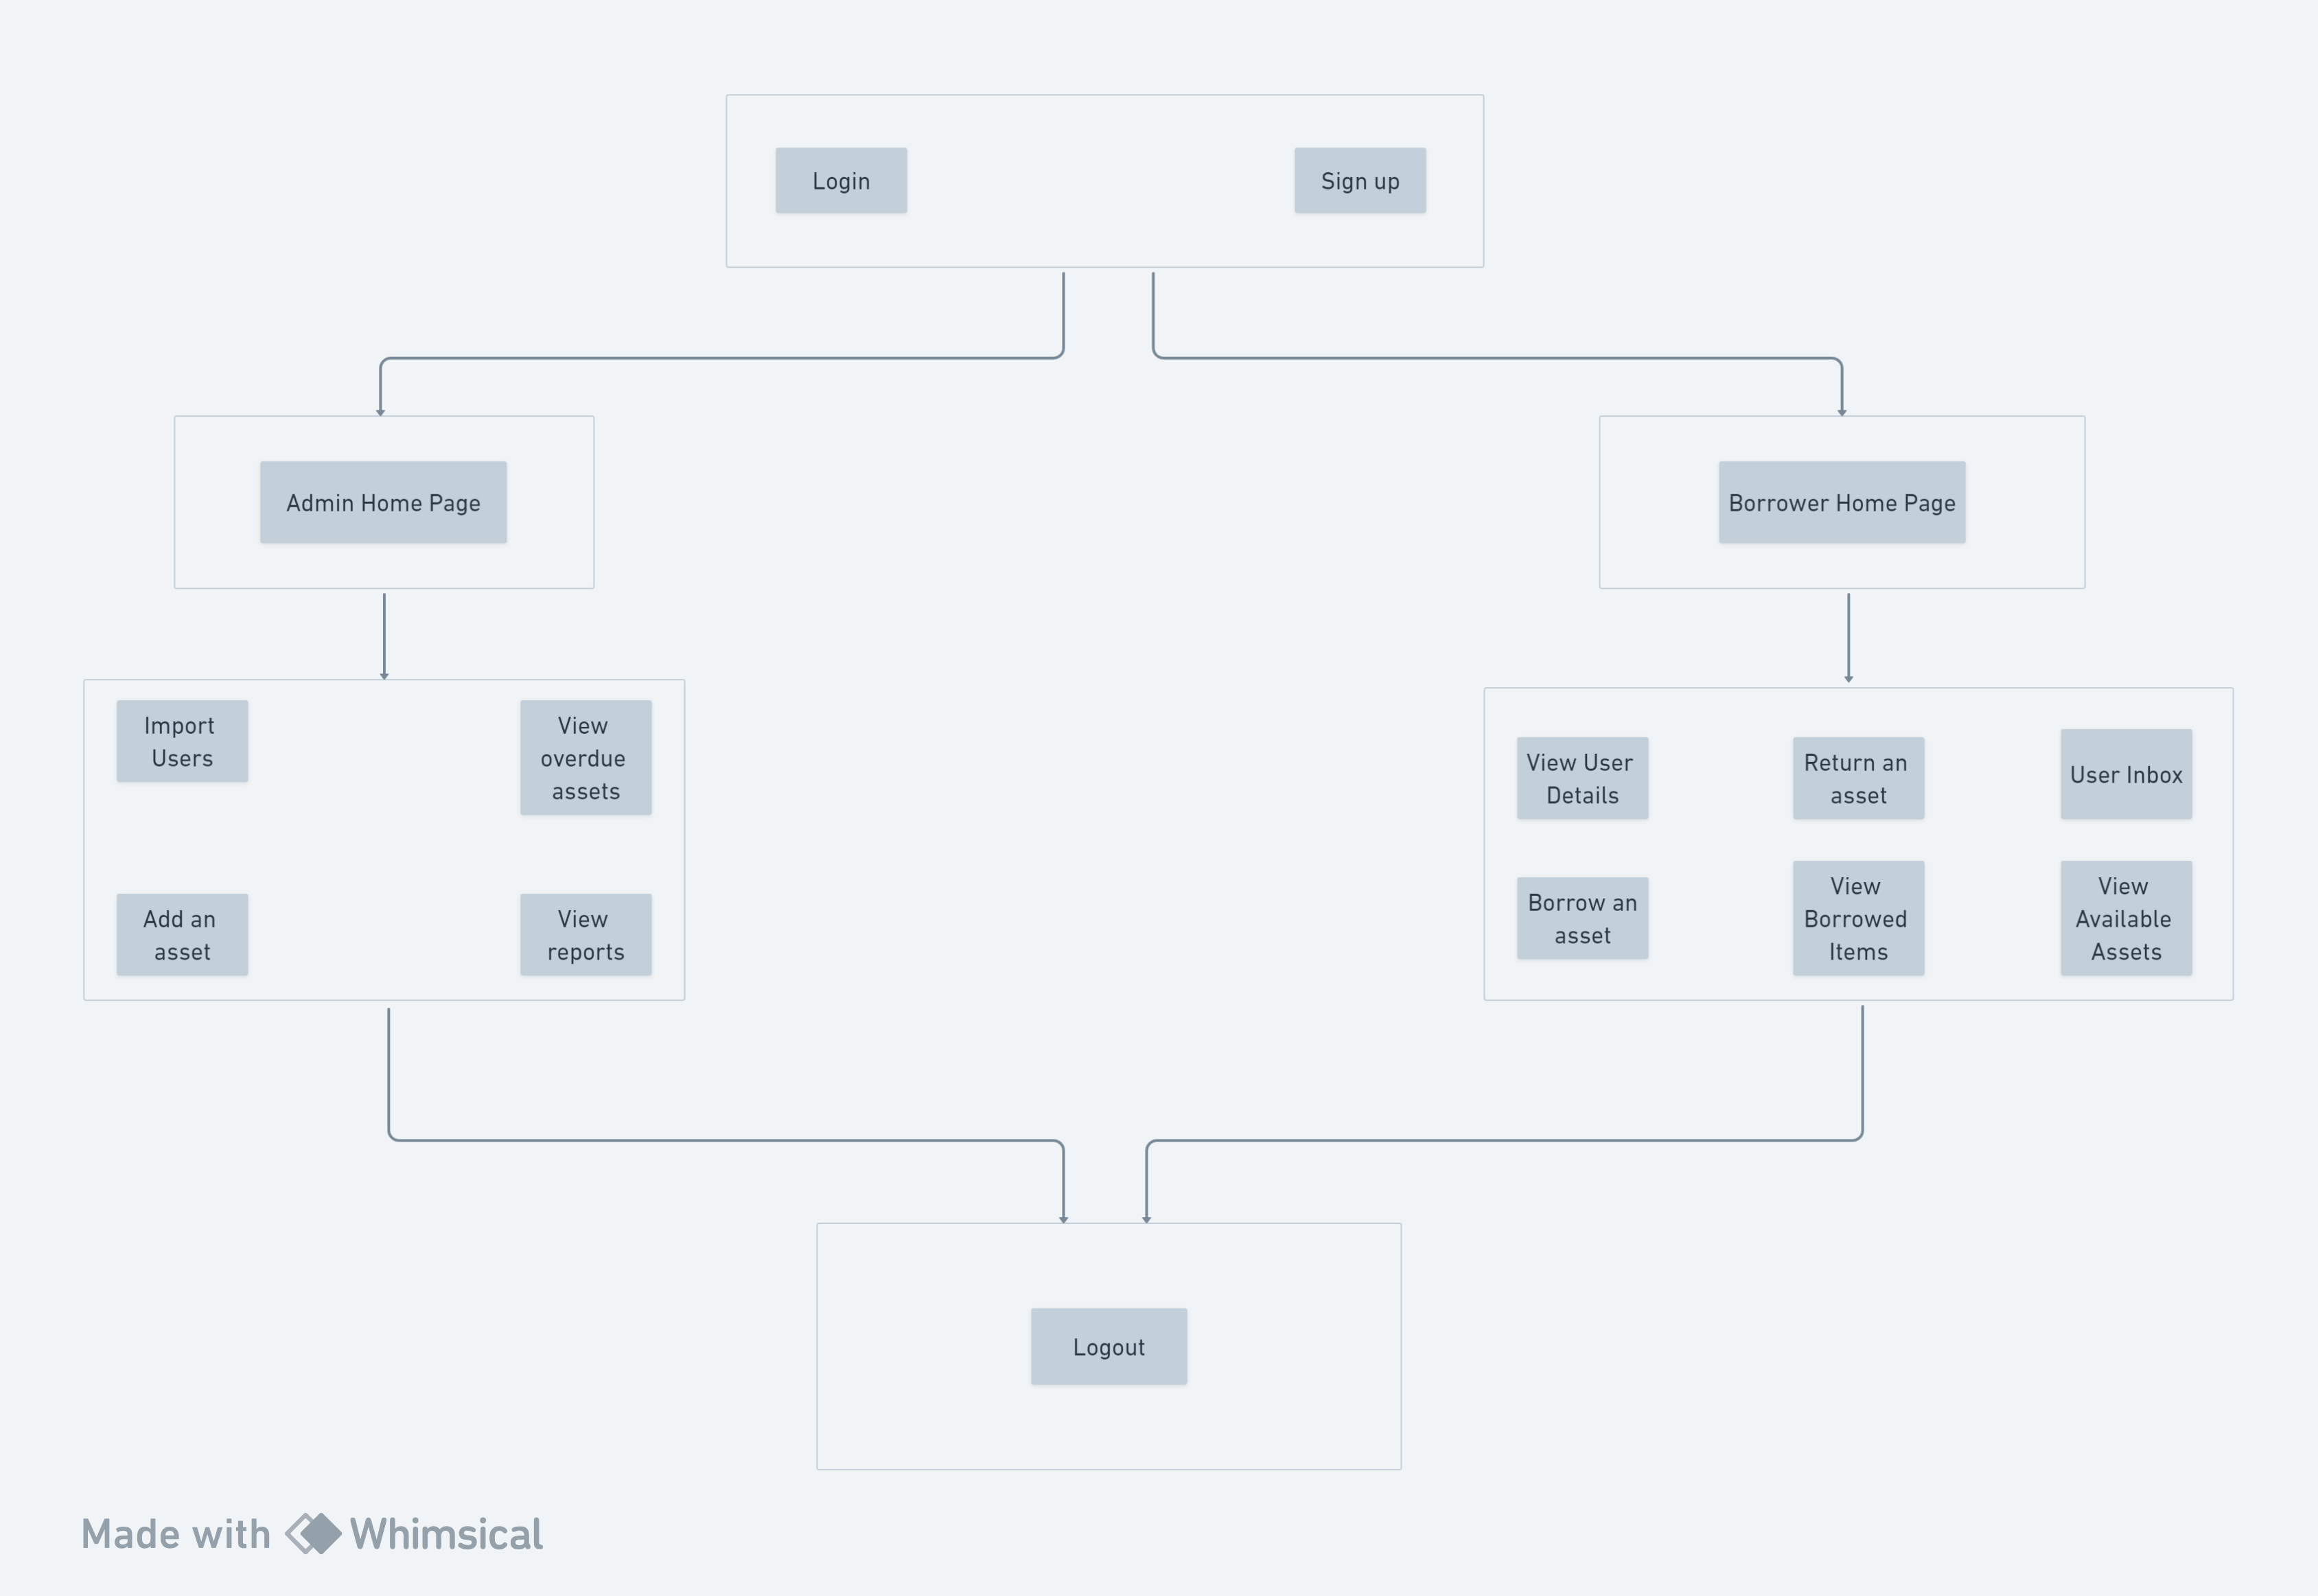 Login
Sign up
Admin Home Page
Borrower Home Page
Import
Users
View
overdue
assets
Add an
asset
View
reports
View User
Details
Return an
asset
User Inbox
Borrow an
asset
View
Borrowed
Items
View
Available
Assets
Logout
Made with Whimsical